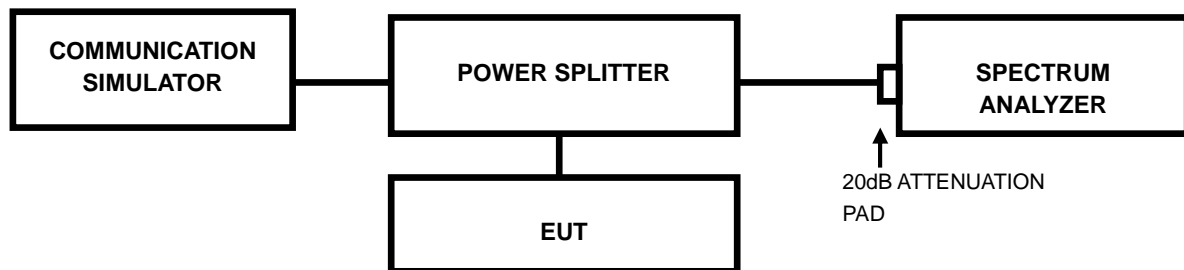 COMMUNICATION
SIMULATOR
POWER SPLITTER
SPECTRUM
ANALYZER
20dB ATTENUATION
PAD
EUT